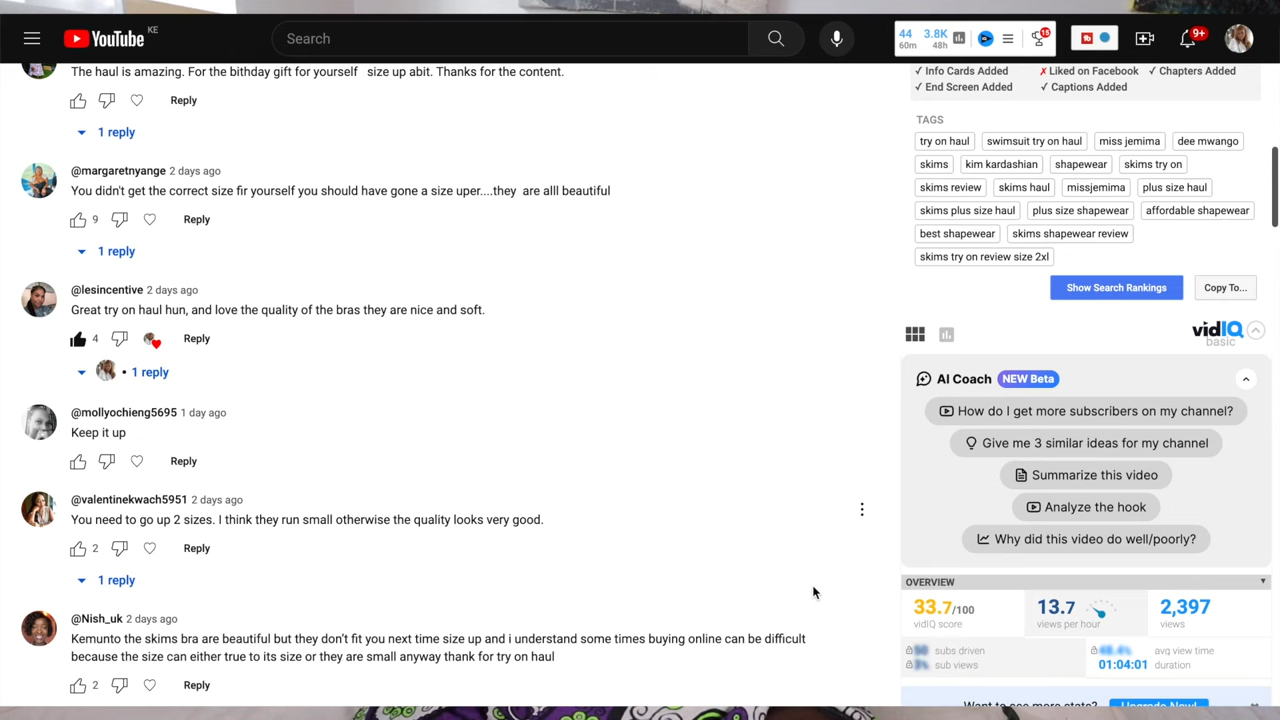 YouTube KE
Search
44
60m
3.8K
48h
15
9+
The haul is amazing. For the bithday gift for yourself size up abit. Thanks for the content.
Reply
1 reply
@margaretnyange 2 days ago
You didn't get the correct size fir yourself you should have gone a size uper....they are alll beautiful
9 Reply
1 reply
@lesincentive 2 days ago
Great try on haul hun, and love the quality of the bras they are nice and soft.
4 Reply
1 reply
@mollyochieng5695 1 day ago
Keep it up
Reply
@valentinekwach5951 2 days ago
You need to go up 2 sizes. I think they run small otherwise the quality looks very good.
2 Reply
1 reply
@Nish_uk 2 days ago
Kemunto the skims bra are beautiful but they don't fit you next time size up and i understand some times buying online can be difficult
because the size can either true to its size or they are small anyway thank for try on haul
2 Reply
✓ Info Cards Added ✗ Liked on Facebook ✓ Chapters Added
✓ End Screen Added ✓ Captions Added
TAGS
try on haul swimsuit try on haul miss jemima dee mwango
skims kim kardashian shapewear skims try on
skims review skims haul missjemima plus size haul
skims plus size haul plus size shapewear affordable shapewear
best shapewear skims shapewear review
skims try on review size 2xl
Show Search Rankings Copy To...
vidIQ
basic
AI Coach NEW Beta
How do I get more subscribers on my channel?
Give me 3 similar ideas for my channel
Summarize this video
Analyze the hook
Why did this video do well/poorly?
OVERVIEW
33.7/100 13.7 2,397
vidIQ score views per hour views
subs driven avg view time
sub views 01:04:01 duration
Want to see more stats? Upgrade Now!